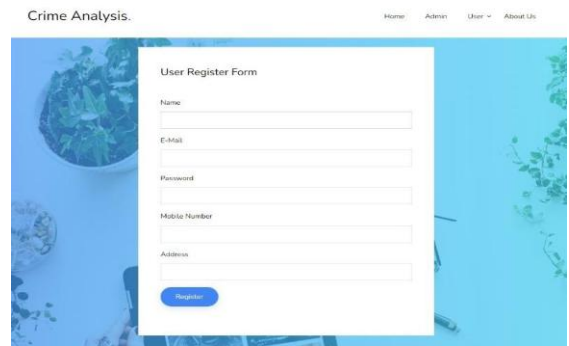 Crime Analysis.
Home Admin User About Us
User Register Form
Name
E-Mail
Password
Mobile Number
Address
Register